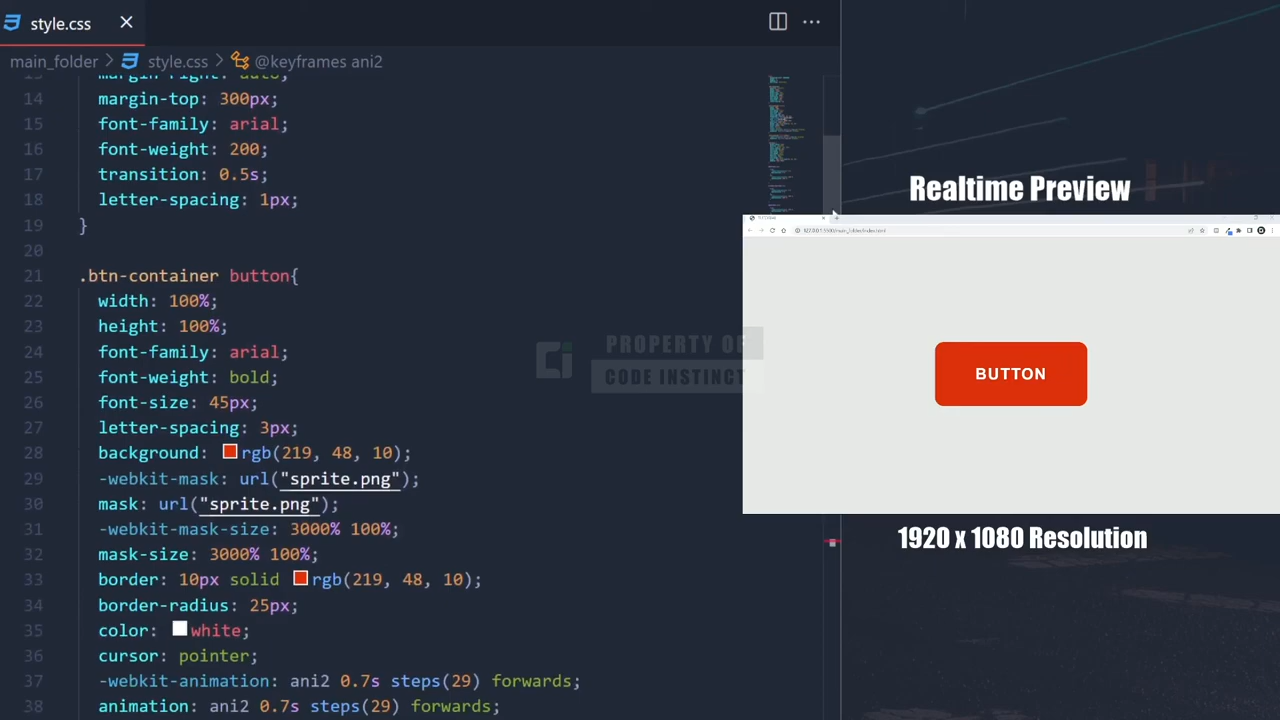 style.css
main_folder > style.css > @keyframes ani2
margin-right: auto;
14 margin-top: 300px;
15 font-family: arial;
16 font-weight: 200;
17 transition: 0.5s;
18 letter-spacing: 1px;
19 }
20
21 .btn-container button{
22 width: 100%;
23 height: 100%;
24 font-family: arial;
25 font-weight: bold;
26 font-size: 45px;
27 letter-spacing: 3px;
28 background: rgb(219, 48, 10);
29 -webkit-mask: url("sprite.png");
30 mask: url("sprite.png");
31 -webkit-mask-size: 3000% 100%;
32 mask-size: 3000% 100%;
33 border: 10px solid rgb(219, 48, 10);
34 border-radius: 25px;
35 color: white;
36 cursor: pointer;
37 -webkit-animation: ani2 0.7s steps(29) forwards;
38 animation: ani2 0.7s steps(29) forwards;
PROPERTY OF
CODE INSTINCT
Realtime Preview
BUTTON
1920 x 1080 Resolution